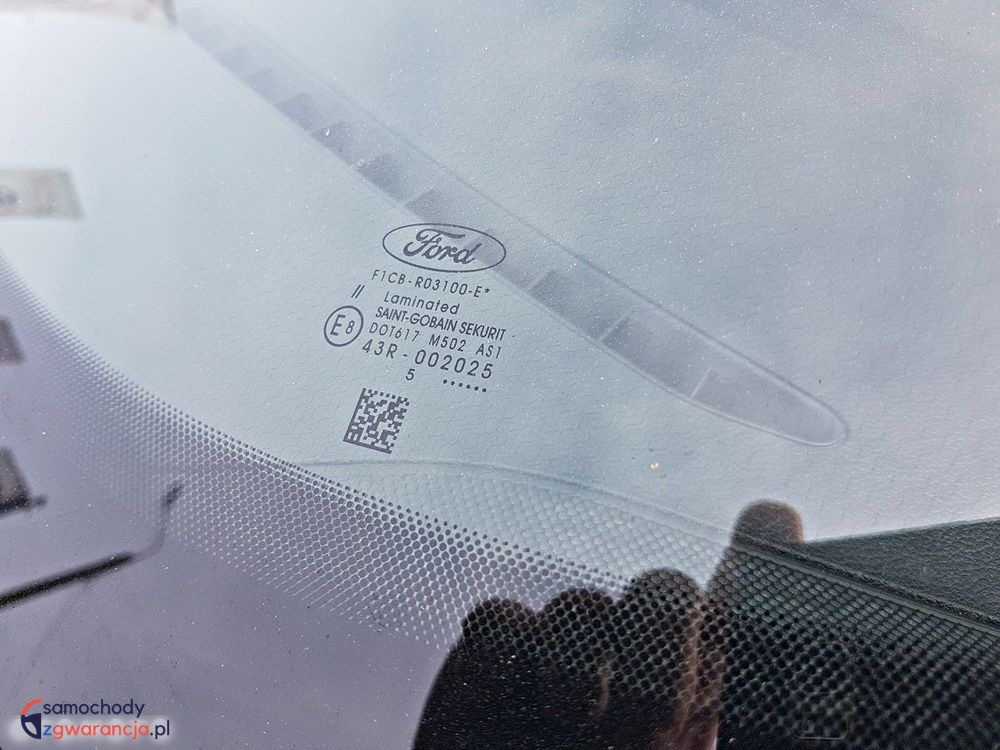 Ford
F1CB-R03100-E*
//
Laminated
SAINT-GOBAIN SEKURIT
E8
DOT617 M502 AS1
43R-002025
5 ••••••
samochody
zgwarancja.pl